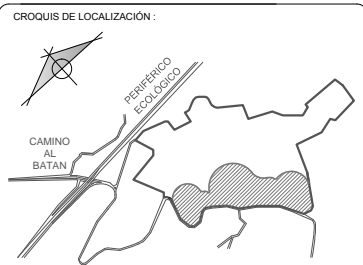 CROQUIS DE LOCALIZACIÓN :
PERIFÉRICO
ECOLÓGICO
CAMINO
AL
BATAN